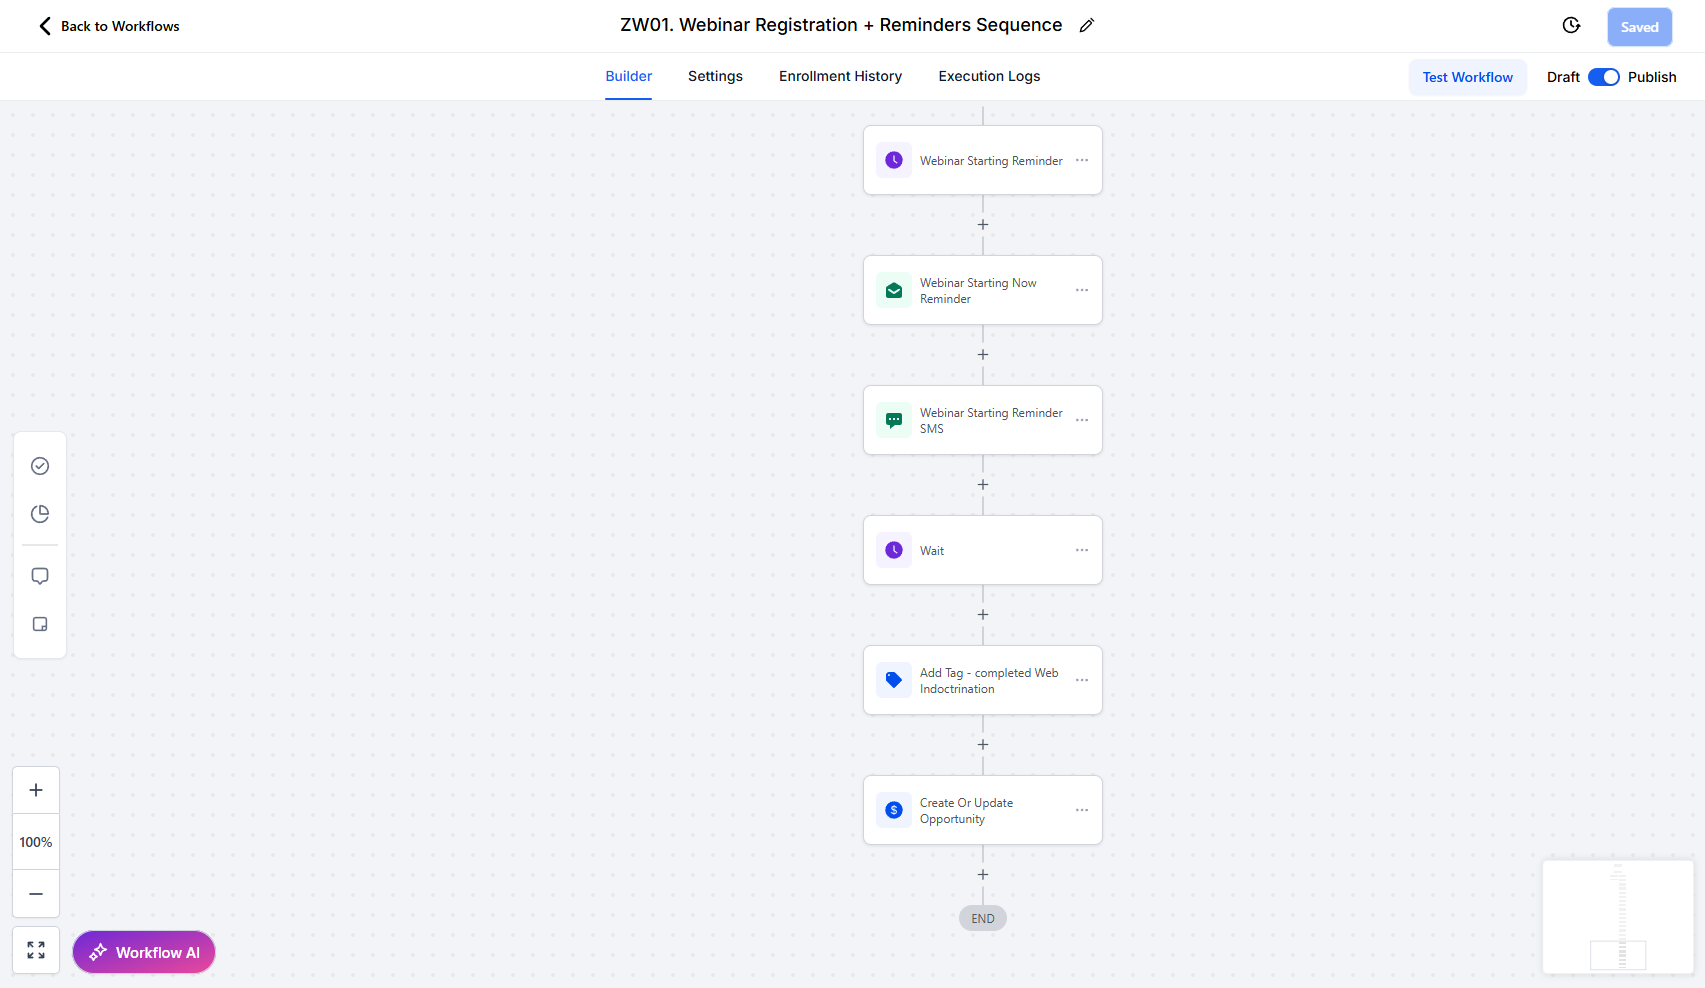 Back to Workflows
ZW01. Webinar Registration + Reminders Sequence
Saved
Builder
Settings
Enrollment History
Execution Logs
Test Workflow
Draft
Publish
Webinar Starting Reminder
Webinar Starting Now
Reminder
Webinar Starting Reminder
SMS
Wait
Add Tag - completed Web
Indoctrination
Create Or Update
Opportunity
END
100%
Workflow AI